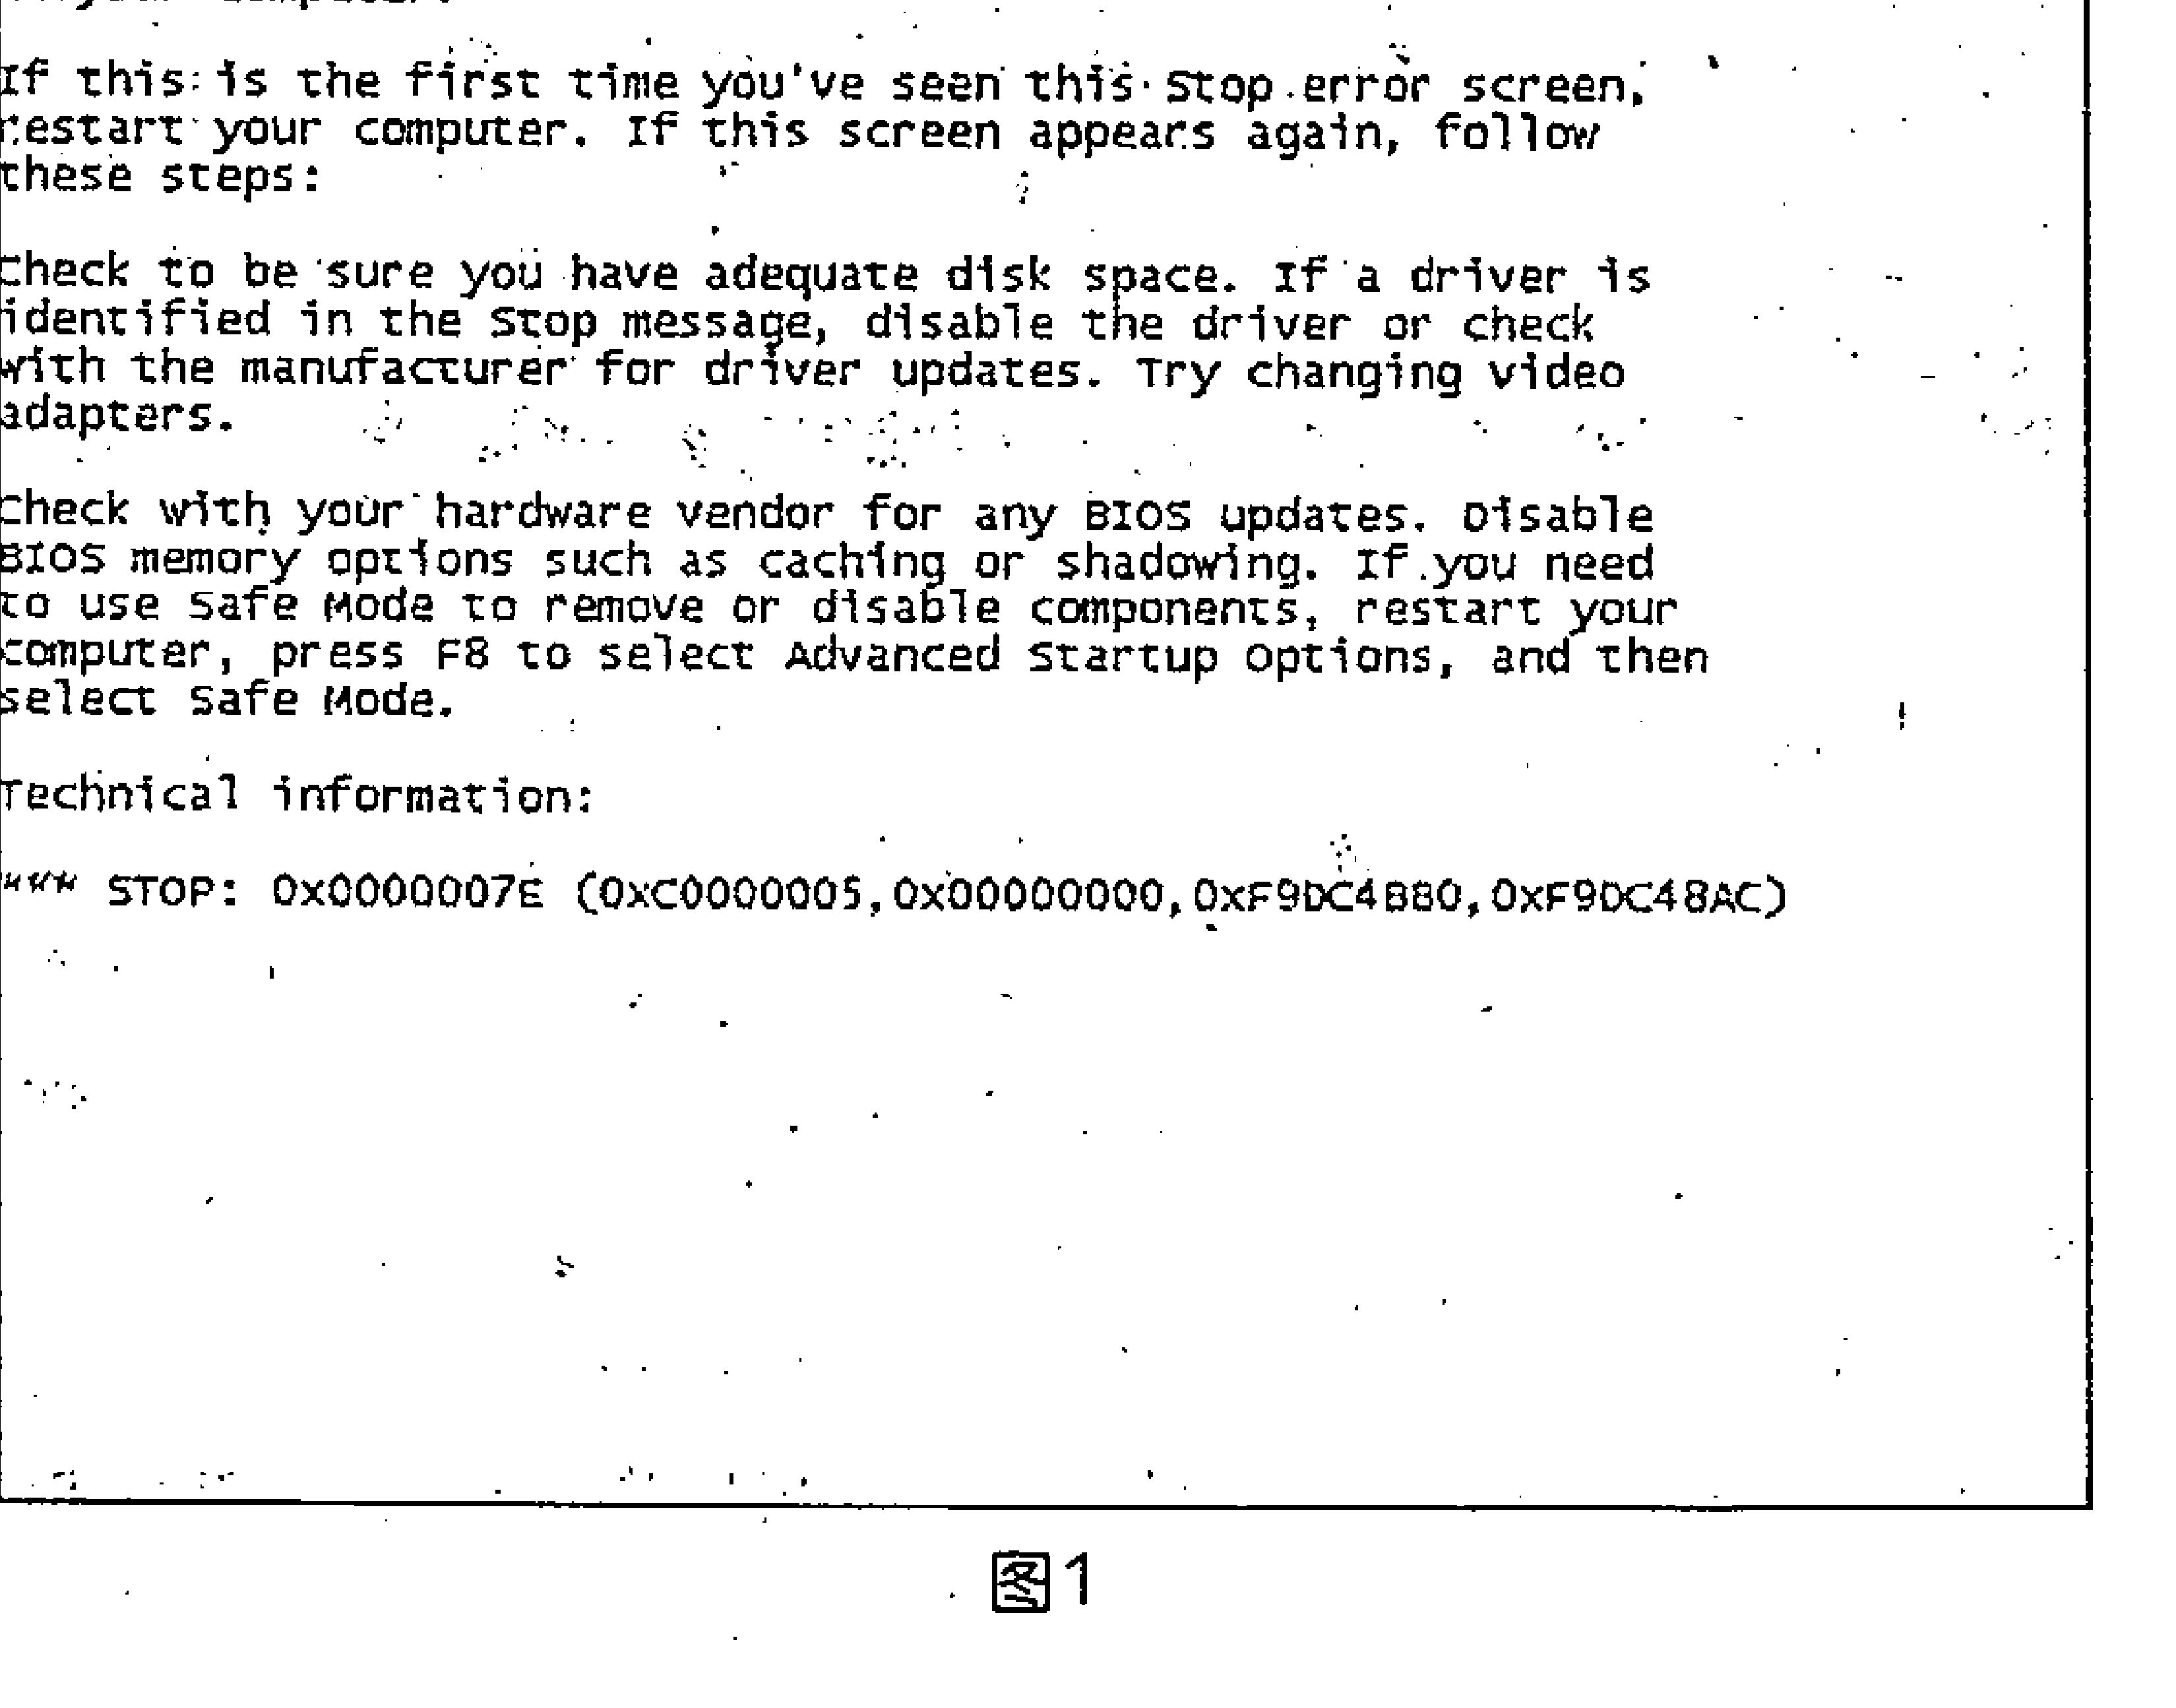 If this is the first time you've seen this Stop error screen,
restart your computer. If this screen appears again, follow
these steps:
Check to be sure you have adequate disk space. If a driver is
identified in the Stop message, disable the driver or check
with the manufacturer for driver updates. Try changing video
adapters.
Check with your hardware vendor for any BIOS updates. Disable
BIOS memory options such as caching or shadowing. If you need
to use Safe Mode to remove or disable components, restart your
computer, press F8 to select Advanced Startup Options, and then
select Safe Mode.
Technical information:
*** STOP: 0x0000007E (0xC0000005,0x00000000,0xF9DC4BB0,0xF9DC48AC)
图1